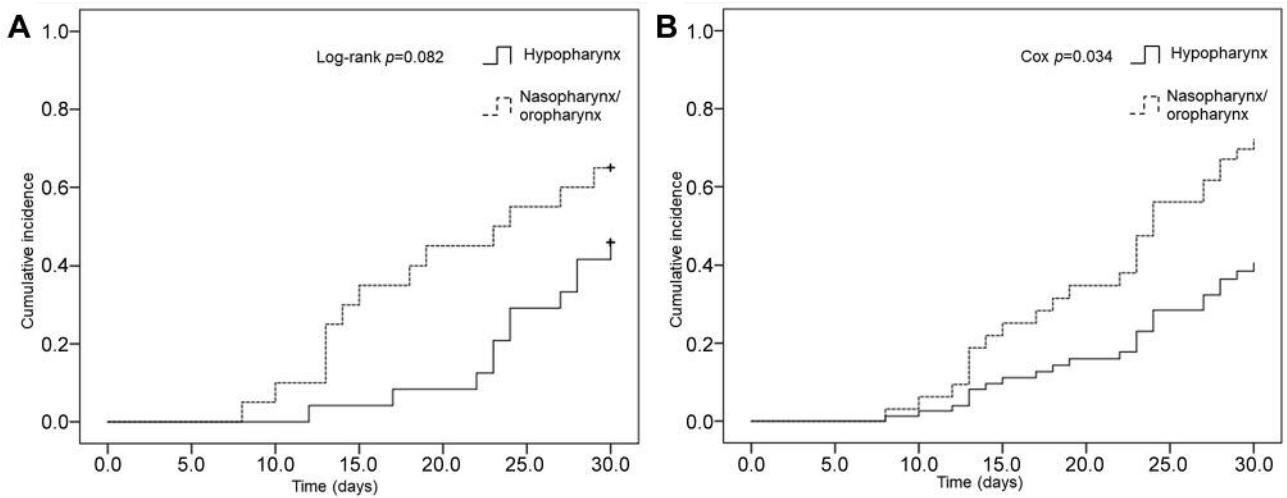 A
Log-rank p=0.082
Hypopharynx
Nasopharynx/
oropharynx
1.0
0.8
0.6
0.4
0.2
0.0
Cumulative incidence
0.0 5.0 10.0 15.0 20.0 25.0 30.0
Time (days)
B
Cox p=0.034
Hypopharynx
Nasopharynx/
oropharynx
1.0
0.8
0.6
0.4
0.2
0.0
Cumulative incidence
0.0 5.0 10.0 15.0 20.0 25.0 30.0
Time (days)